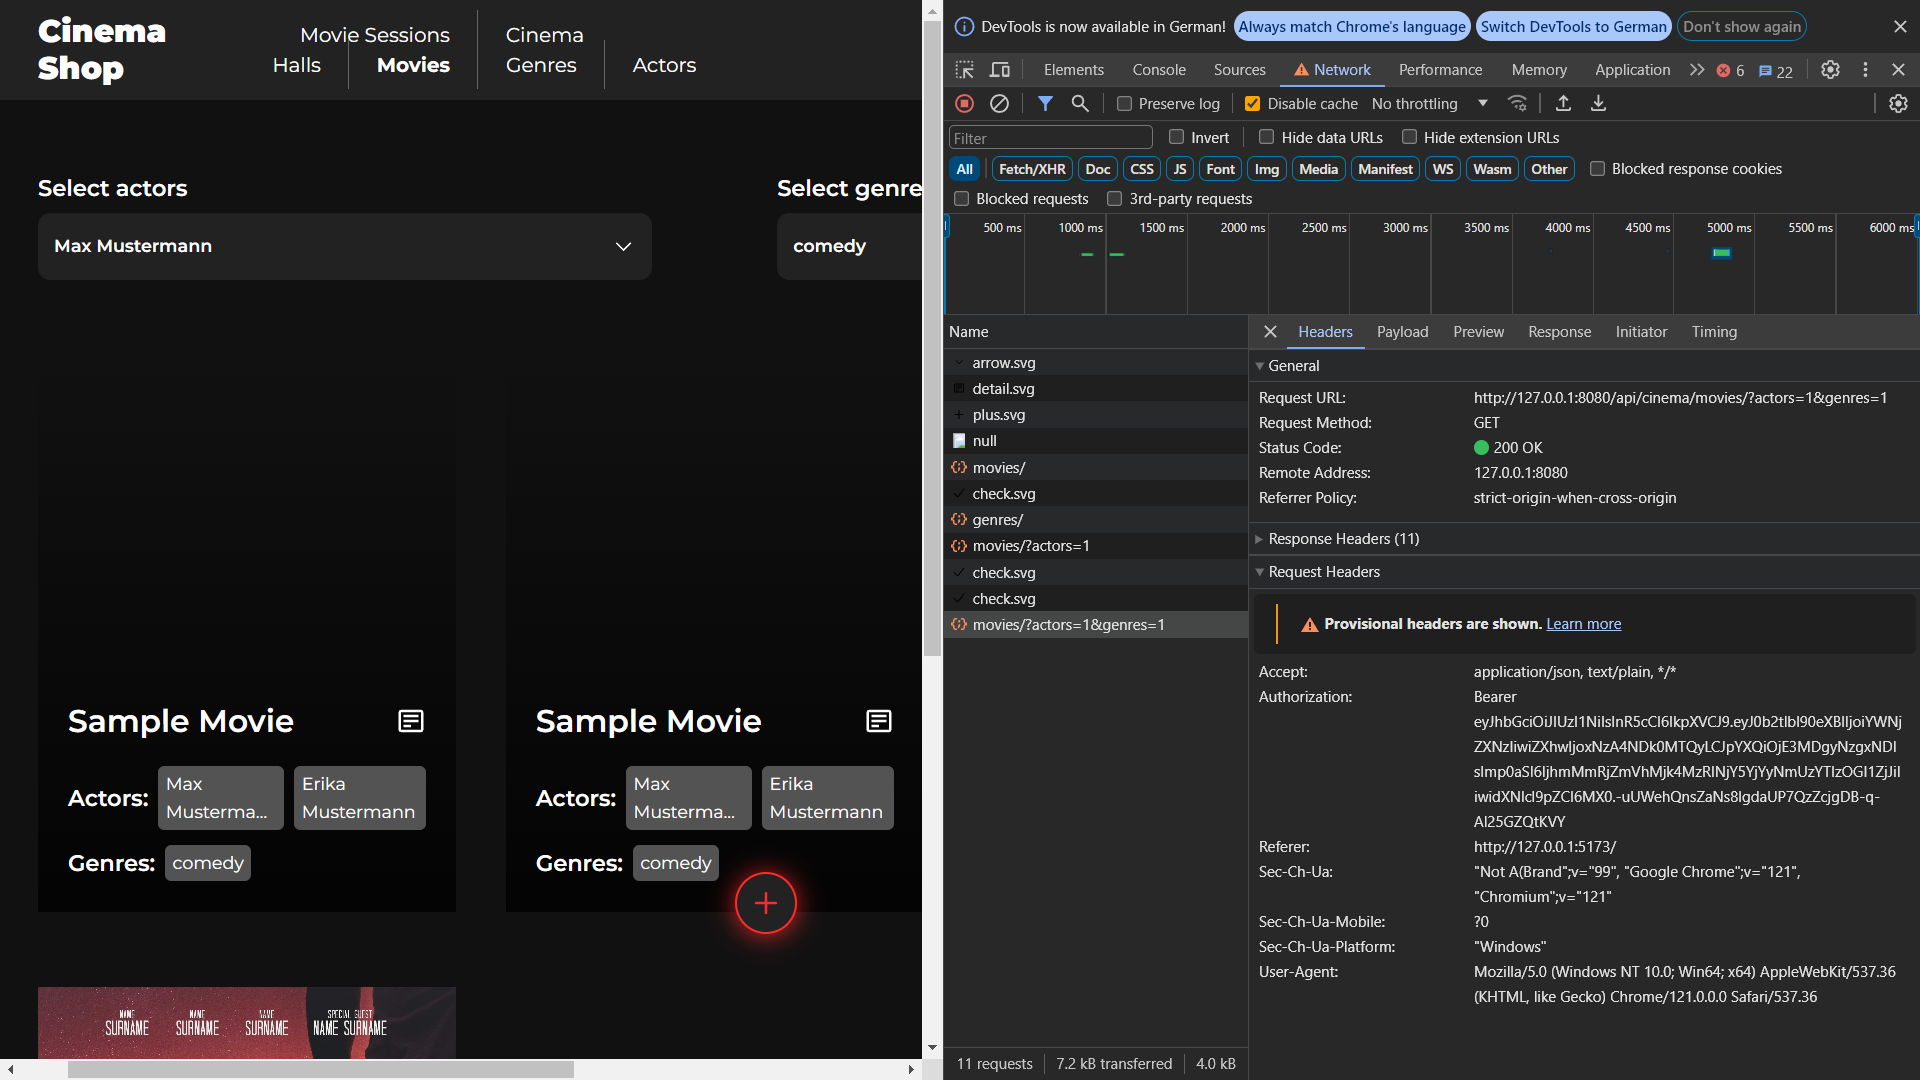 Cinema
Shop
Movie Sessions
Halls
Movies
Cinema
Genres
Actors
Select actors
Select genre
Max Mustermann
comedy
Sample Movie
Actors:
Max
Musterma...
Erika
Mustermann
Genres:
comedy
Sample Movie
Actors:
Max
Musterma...
Erika
Mustermann
Genres:
comedy
NAME
SURNAME
NAME
SURNAME
NAME
SURNAME
SPECIAL GUEST
NAME SURNAME
DevTools is now available in German! Always match Chrome's language Switch DevTools to German Don't show again
Elements Console Sources Network Performance Memory Application 6 22
Preserve log Disable cache No throttling
Filter Invert Hide data URLs Hide extension URLs
All Fetch/XHR Doc CSS JS Font Img Media Manifest WS Wasm Other Blocked response cookies
Blocked requests 3rd-party requests
500 ms 1000 ms 1500 ms 2000 ms 2500 ms 3000 ms 3500 ms 4000 ms 4500 ms 5000 ms 5500 ms 6000 ms
Name
arrow.svg
detail.svg
plus.svg
null
movies/
check.svg
genres/
movies/?actors=1
check.svg
check.svg
movies/?actors=1&genres=1
11 requests 7.2 kB transferred 4.0 kB
Headers Payload Preview Response Initiator Timing
General
Request URL: http://127.0.0.1:8080/api/cinema/movies/?actors=1&genres=1
Request Method: GET
Status Code: 200 OK
Remote Address: 127.0.0.1:8080
Referrer Policy: strict-origin-when-cross-origin
Response Headers (11)
Request Headers
Provisional headers are shown. Learn more
Accept: application/json, text/plain, */*
Authorization: Bearer
Referer: http://127.0.0.1:5173/
Sec-Ch-Ua: "Not A(Brand";v="99", "Google Chrome";v="121",
"Chromium";v="121"
Sec-Ch-Ua-Mobile: ?0
Sec-Ch-Ua-Platform: "Windows"
User-Agent: Mozilla/5.0 (Windows NT 10.0; Win64; x64) AppleWebKit/537.36
(KHTML, like Gecko) Chrome/121.0.0.0 Safari/537.36